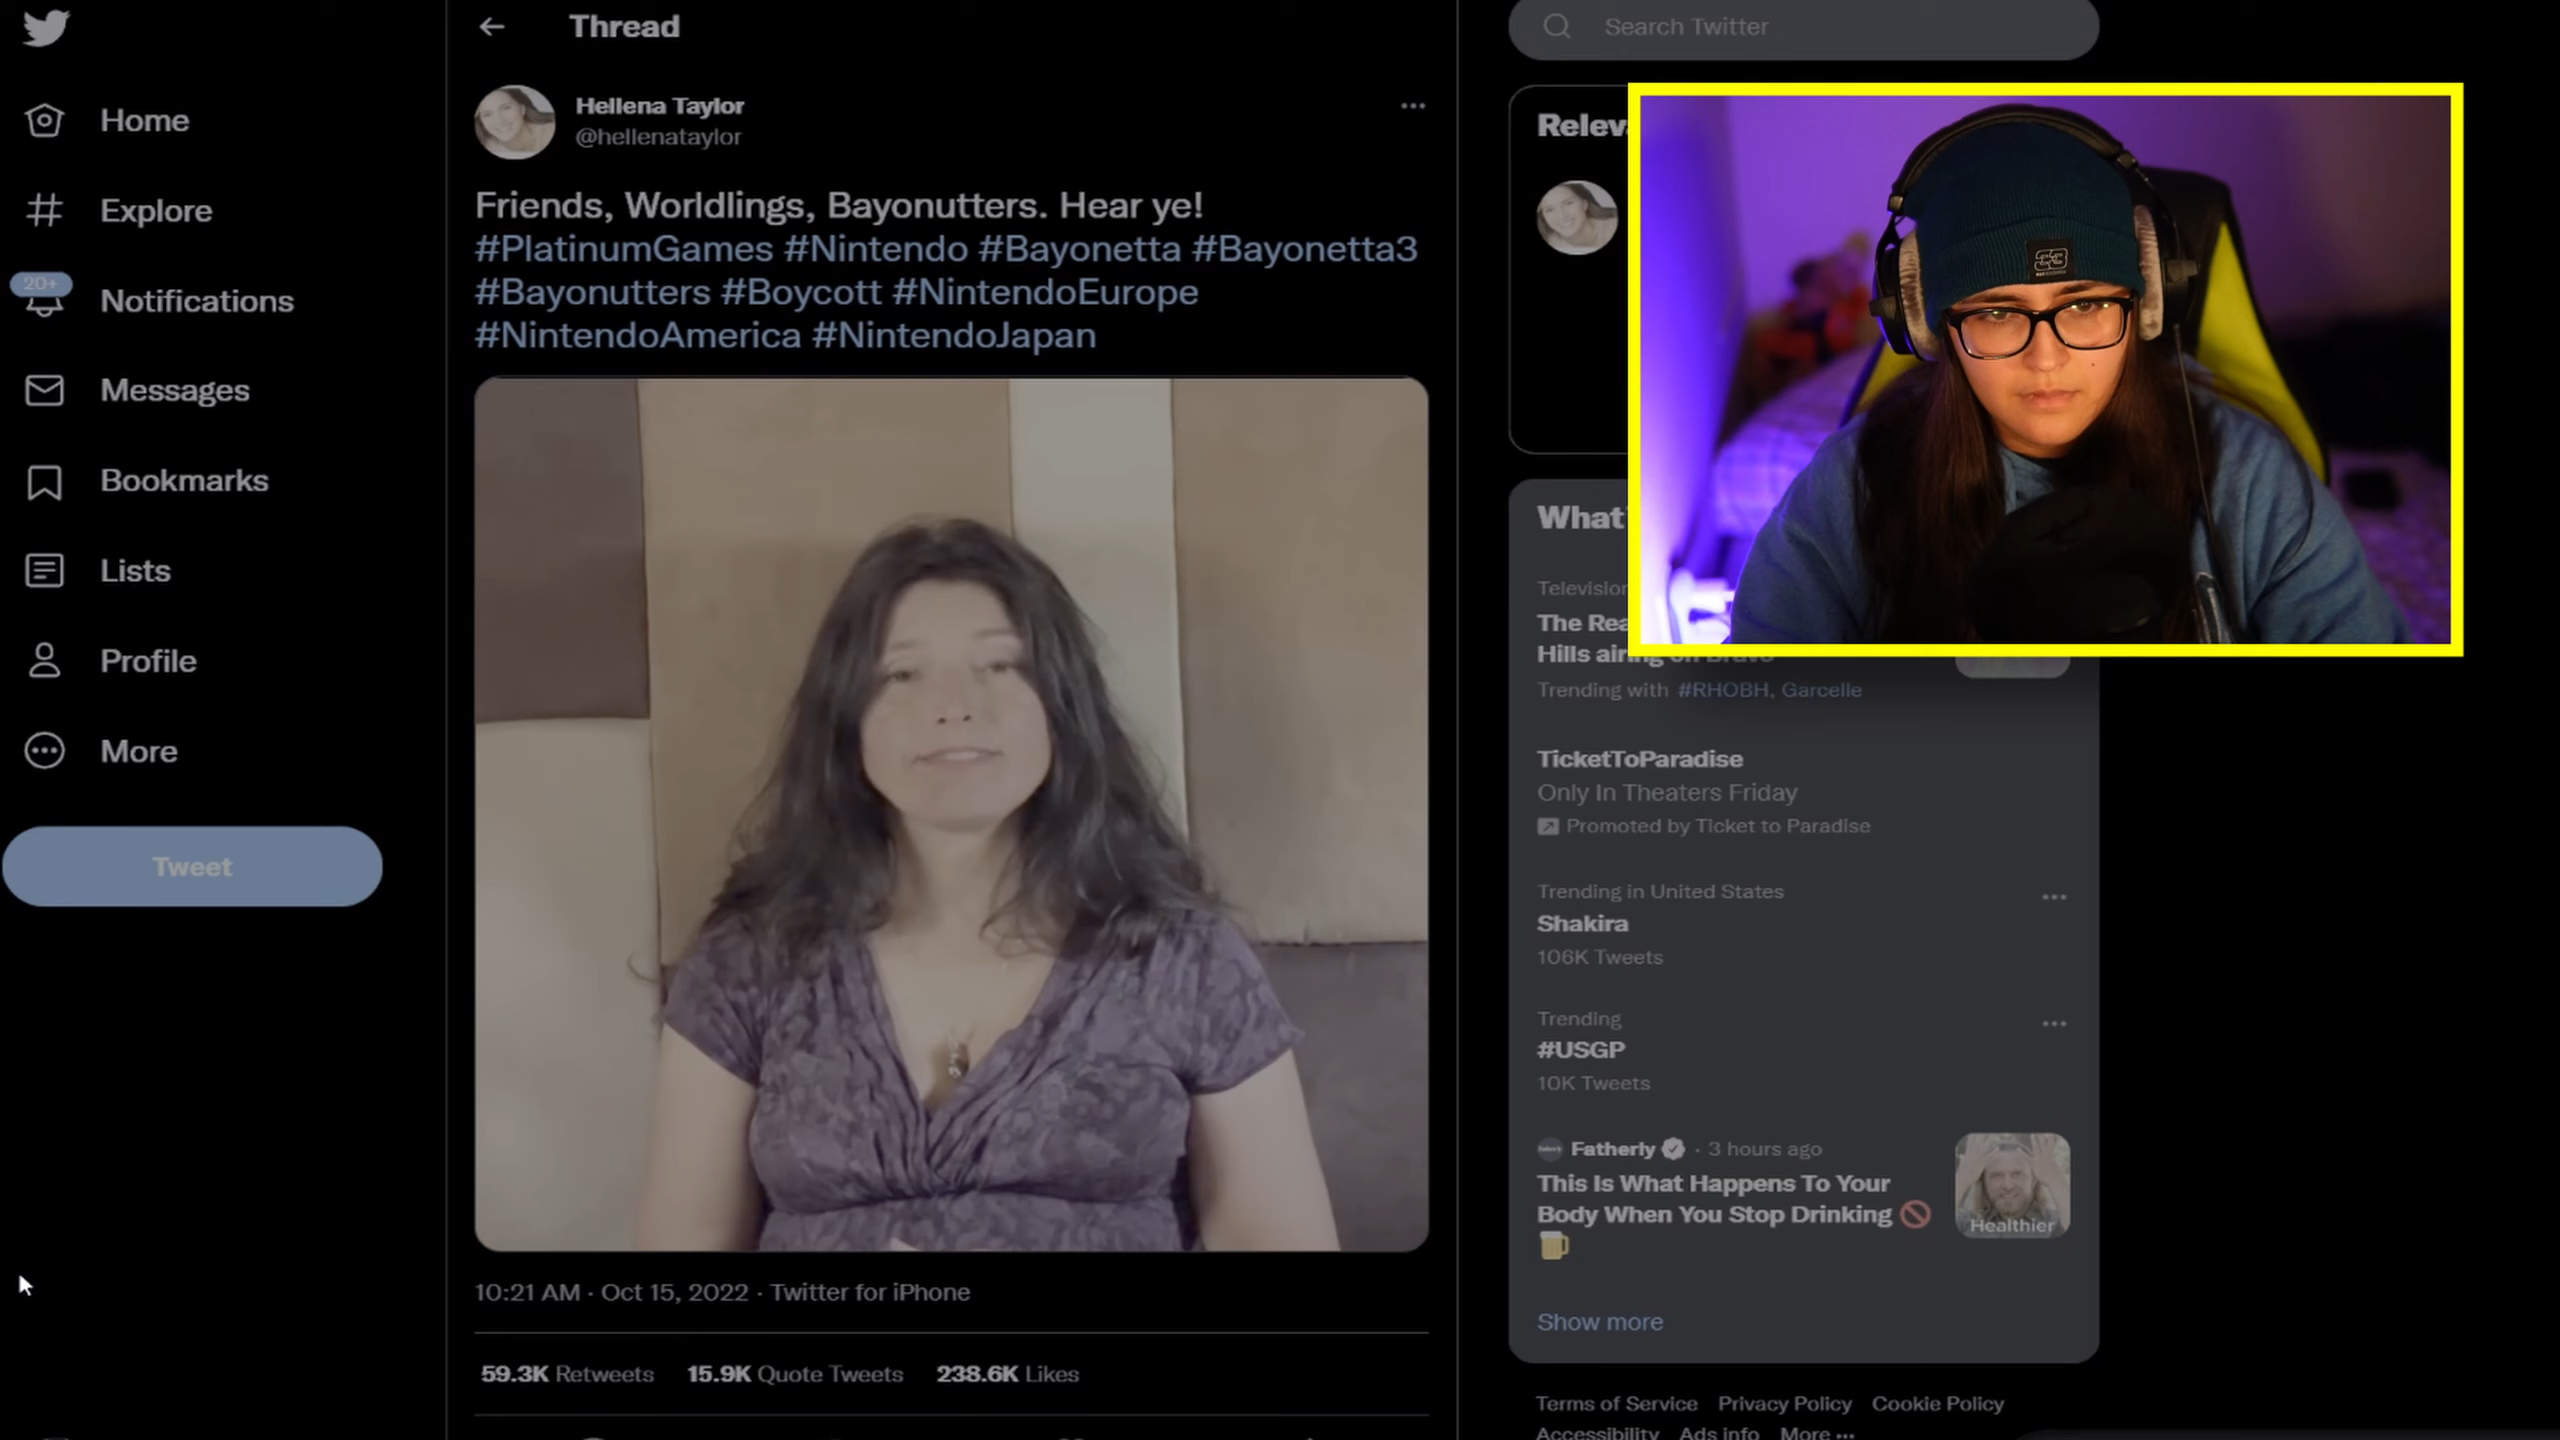 Thread
Search Twitter
Home
Explore
20+
Notifications
Messages
Bookmarks
Lists
Profile
More
Tweet
Hellena Taylor
@hellenataylor
Friends, Worldlings, Bayonutters. Hear ye!
#PlatinumGames #Nintendo #Bayonetta #Bayonetta3
#Bayonutters #Boycott #NintendoEurope
#NintendoAmerica #NintendoJapan
10:21 AM · Oct 15, 2022 · Twitter for iPhone
59.3K Retweets 15.9K Quote Tweets 238.6K Likes
Relev
What'
Television
The Rea
Hills airing on Bravo
Trending with #RHOBH, Garcelle
TicketToParadise
Only In Theaters Friday
Promoted by Ticket to Paradise
Trending in United States
Shakira
106K Tweets
Trending
#USGP
10K Tweets
Fatherly · 3 hours ago
This Is What Happens To Your
Body When You Stop Drinking 🚫
🍺
Healthier
Show more
Terms of Service Privacy Policy Cookie Policy
Accessibility Ads info More ...